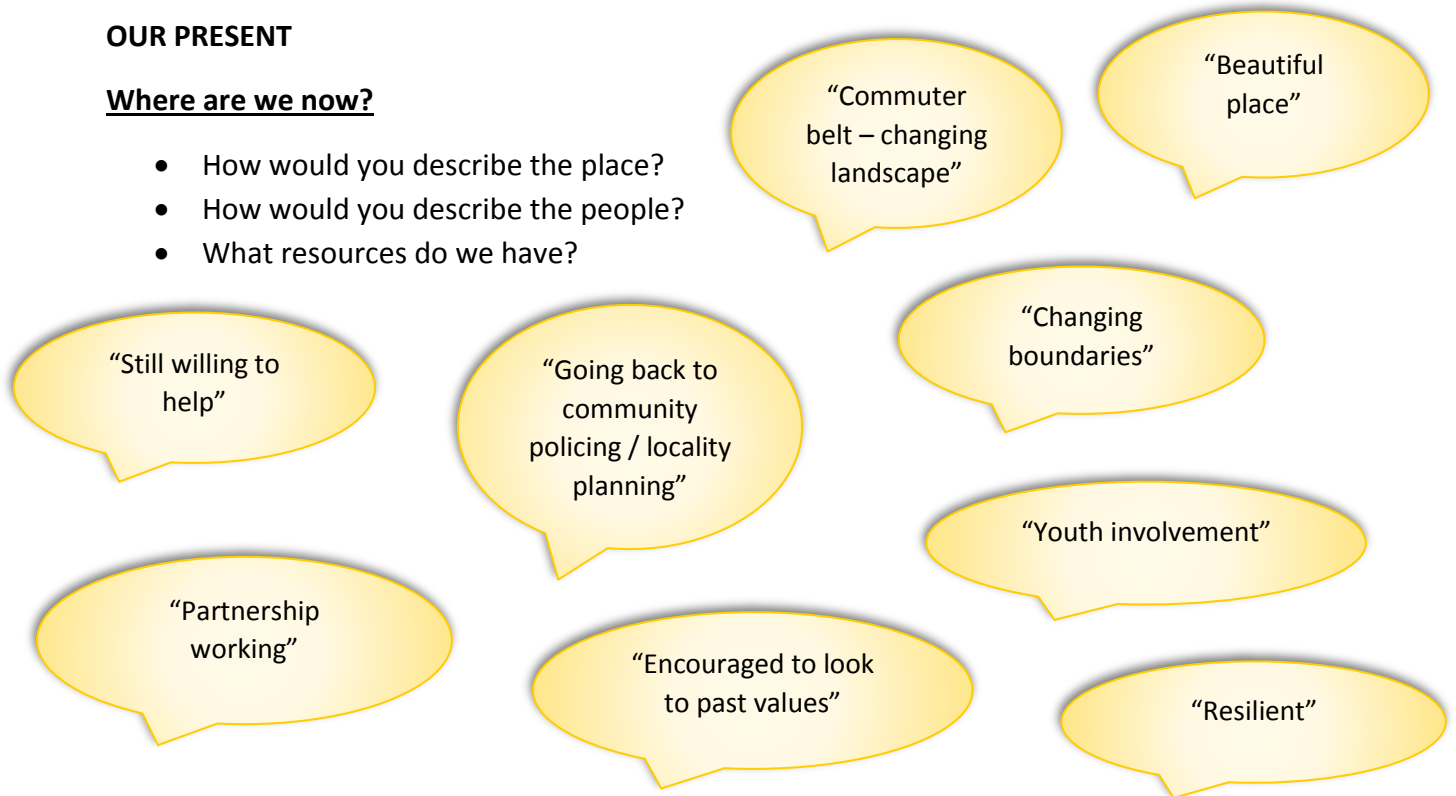 OUR PRESENT
Where are we now?
• How would you describe the place?
• How would you describe the people?
• What resources do we have?
“Commuter
belt – changing
landscape”
“Beautiful
place”
“Changing
boundaries”
“Still willing to
help”
“Going back to
community
policing / locality
planning”
“Youth involvement”
“Partnership
working”
“Encouraged to look
to past values”
“Resilient”